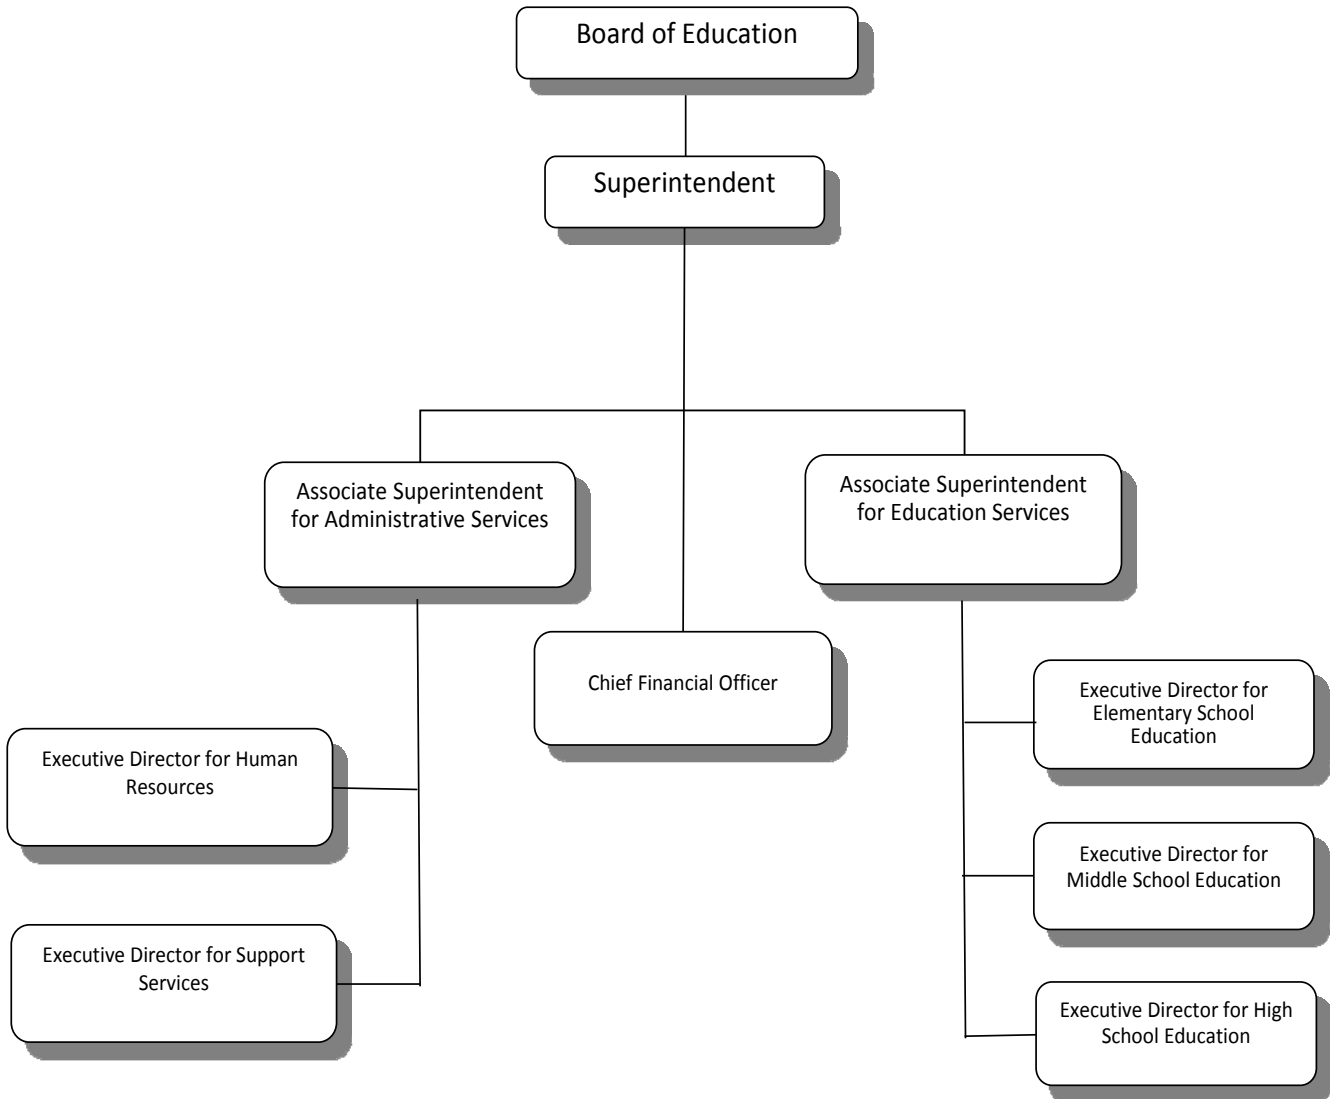 Board of Education
Superintendent
Associate Superintendent
for Administrative Services
Associate Superintendent
for Education Services
Chief Financial Officer
Executive Director for Human
Resources
Executive Director for Support
Services
Executive Director for
Elementary School
Education
Executive Director for
Middle School Education
Executive Director for High
School Education